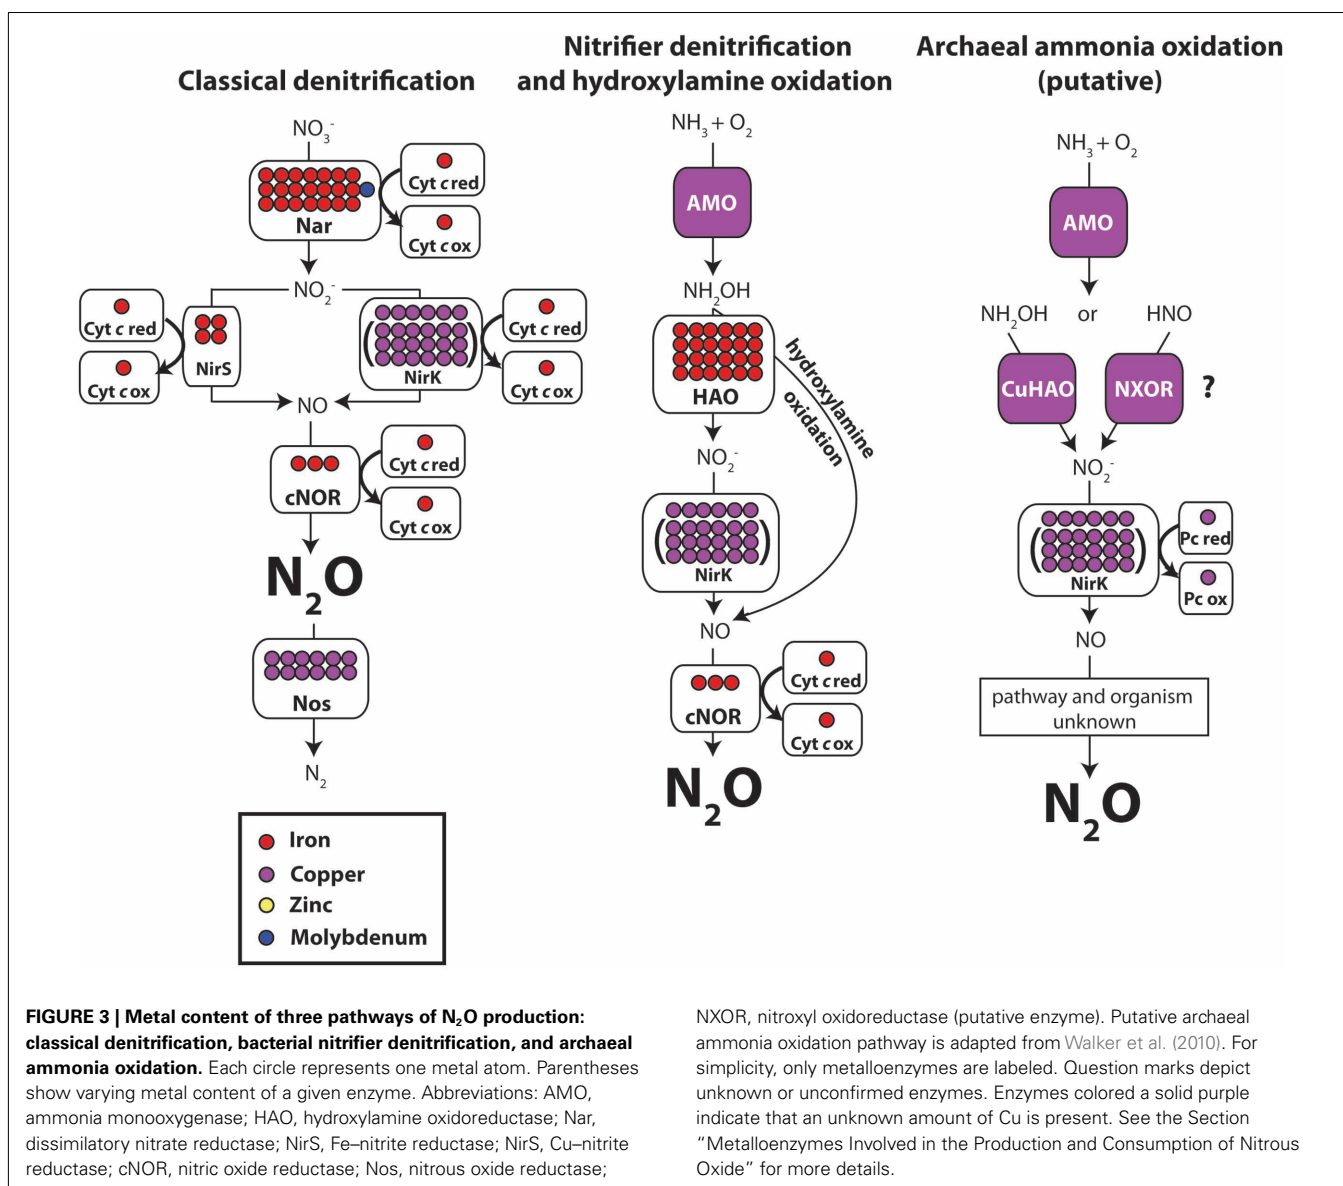 Classical denitrification
NO3-
Nar
Cyt c red
Cyt c ox
NO2-
Cyt c red
Cyt c ox
NirS
( NirK )
Cyt c red
Cyt c ox
NO
cNOR
Cyt c red
Cyt c ox
N2O
Nos
N2
Iron
Copper
Zinc
Molybdenum
Nitrifier denitrification
and hydroxylamine oxidation
NH3 + O2
AMO
NH2OH
HAO
hydroxylamine
oxidation
NO2-
( NirK )
NO
cNOR
Cyt c red
Cyt c ox
N2O
Archaeal ammonia oxidation
(putative)
NH3 + O2
AMO
NH2OH or HNO
CuHAO NXOR ?
NO2-
( NirK )
Pc red
Pc ox
NO
pathway and organism
unknown
N2O
FIGURE 3 | Metal content of three pathways of N2O production:
classical denitrification, bacterial nitrifier denitrification, and archaeal
ammonia oxidation. Each circle represents one metal atom. Parentheses
show varying metal content of a given enzyme. Abbreviations: AMO,
ammonia monooxygenase; HAO, hydroxylamine oxidoreductase; Nar,
dissimilatory nitrate reductase; NirS, Fe–nitrite reductase; NirS, Cu–nitrite
reductase; cNOR, nitric oxide reductase; Nos, nitrous oxide reductase;
NXOR, nitroxyl oxidoreductase (putative enzyme). Putative archaeal
ammonia oxidation pathway is adapted from Walker et al. (2010). For
simplicity, only metalloenzymes are labeled. Question marks depict
unknown or unconfirmed enzymes. Enzymes colored a solid purple
indicate that an unknown amount of Cu is present. See the Section
“Metalloenzymes Involved in the Production and Consumption of Nitrous
Oxide” for more details.